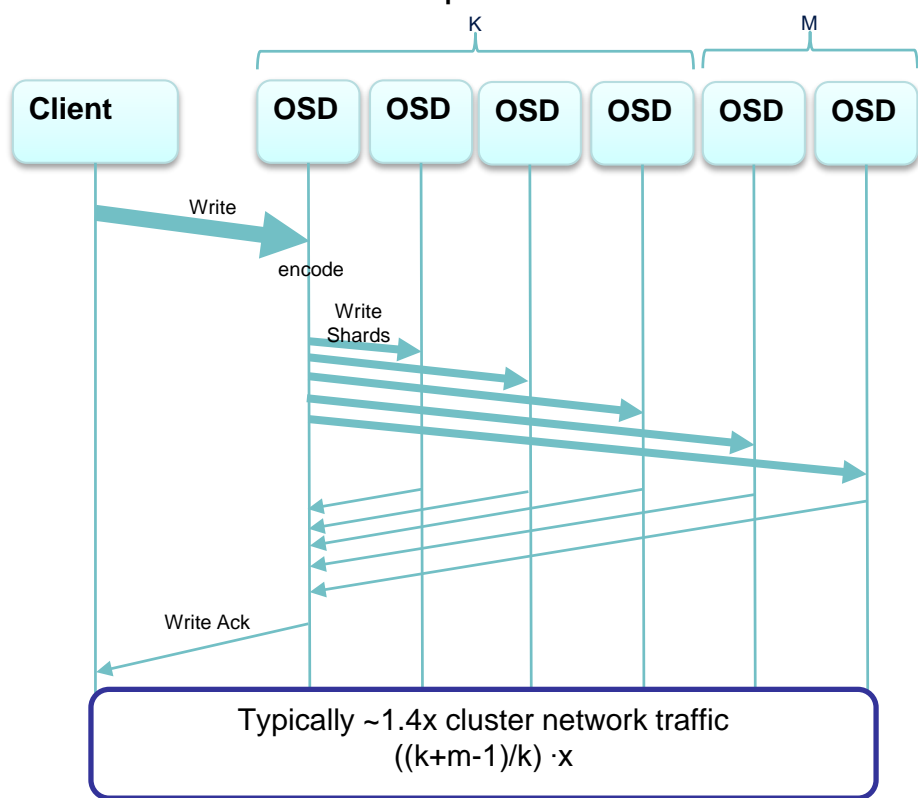 K
M
Client
OSD
OSD
OSD
OSD
OSD
OSD
Write
encode
Write
Shards
Write Ack
Typically ~1.4x cluster network traffic
((k+m-1)/k) ·x